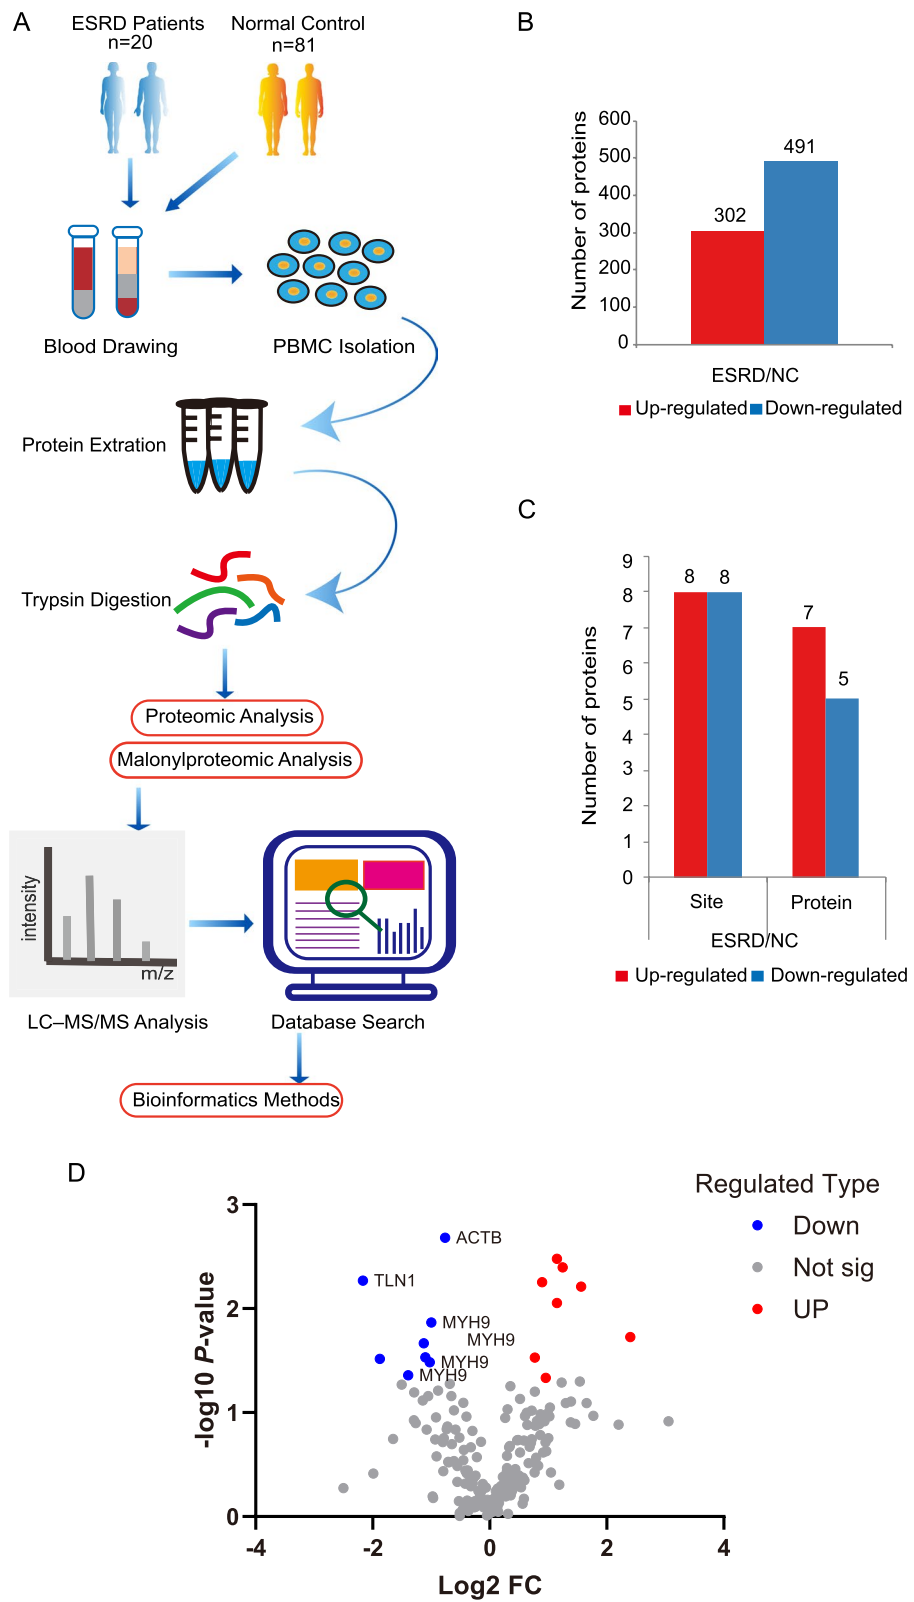 A
ESRD Patients
n=20
Normal Control
n=81
Blood Drawing
PBMC Isolation
Protein Extration
Trypsin Digestion
Proteomic Analysis
Malonylproteomic Analysis
intensity
m/z
LC–MS/MS Analysis
Database Search
Bioinformatics Methods
B
Number of proteins
600
500
400
300
200
100
0
302
491
ESRD/NC
Up-regulated
Down-regulated
C
Number of proteins
9
8
7
6
5
4
3
2
1
0
8
8
7
5
Site
Protein
ESRD/NC
Up-regulated
Down-regulated
D
Regulated Type
Down
Not sig
UP
-log10 P-value
3
2
1
0
ACTB
TLN1
MYH9
MYH9
MYH9
MYH9
-4
-2
0
2
4
Log2 FC